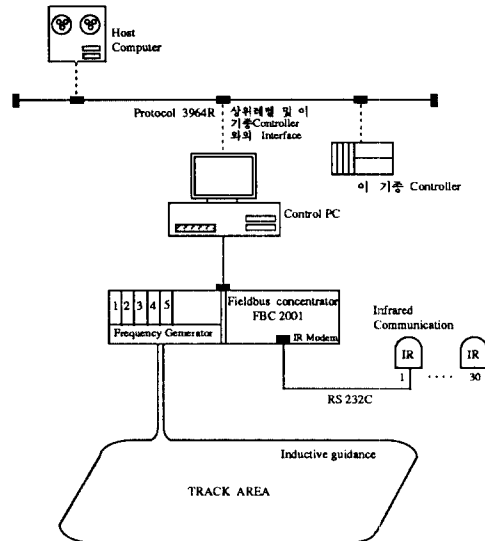 Host
Computer
Protocol 3964R
상위레벨 및 이
기종Controller
와의 Interface
이 기종 Controller
Control PC
1 2 3 4 5
Fieldbus concentrator
FBC 2001
Frequency Gemerator
IR Modem
Infrared
Communication
IR
IR
1
30
RS 232C
Inductive guidance
TRACK AREA